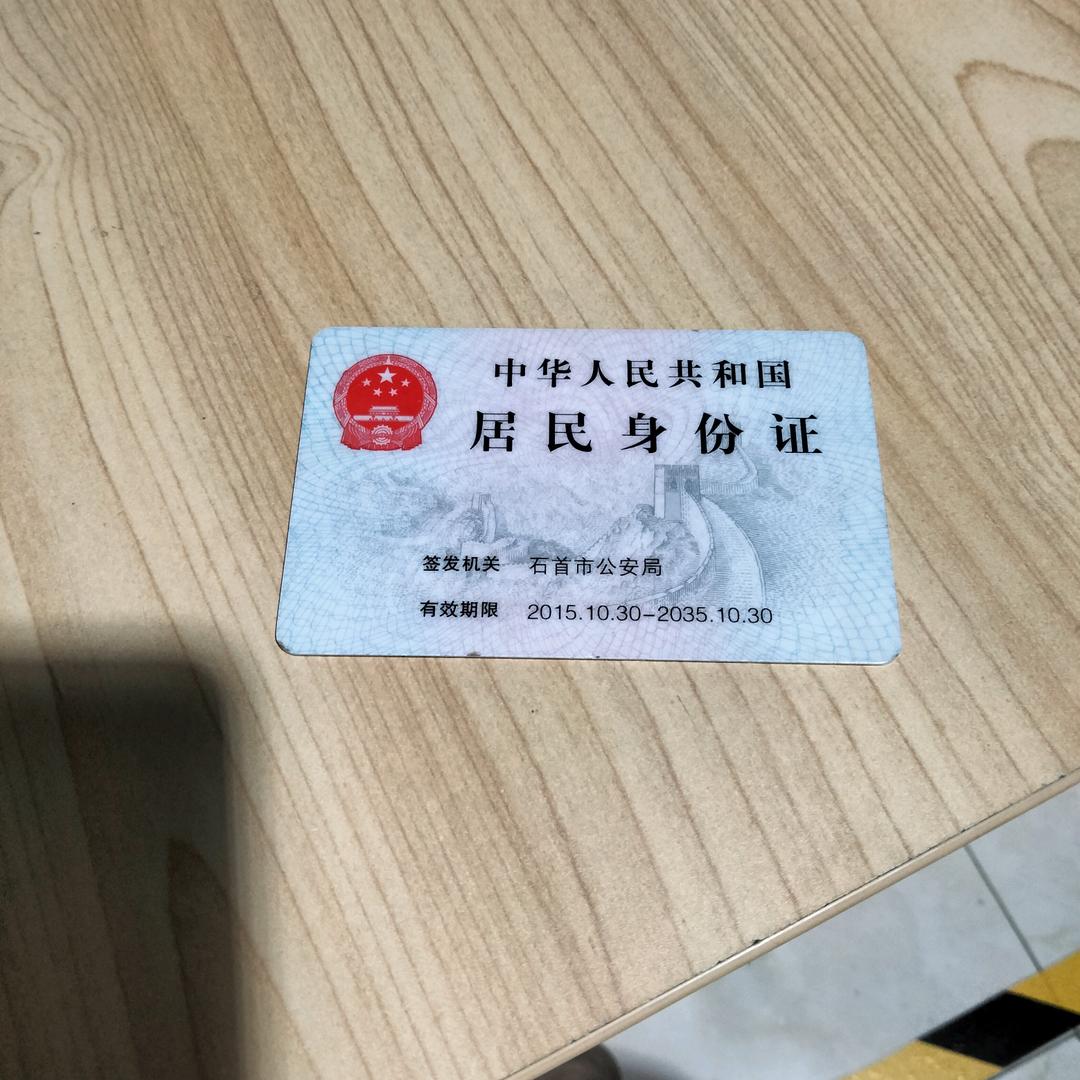 中华人民共和国
居民身份证
签发机关 石首市公安局
有效期限 2015.10.30-2035.10.30